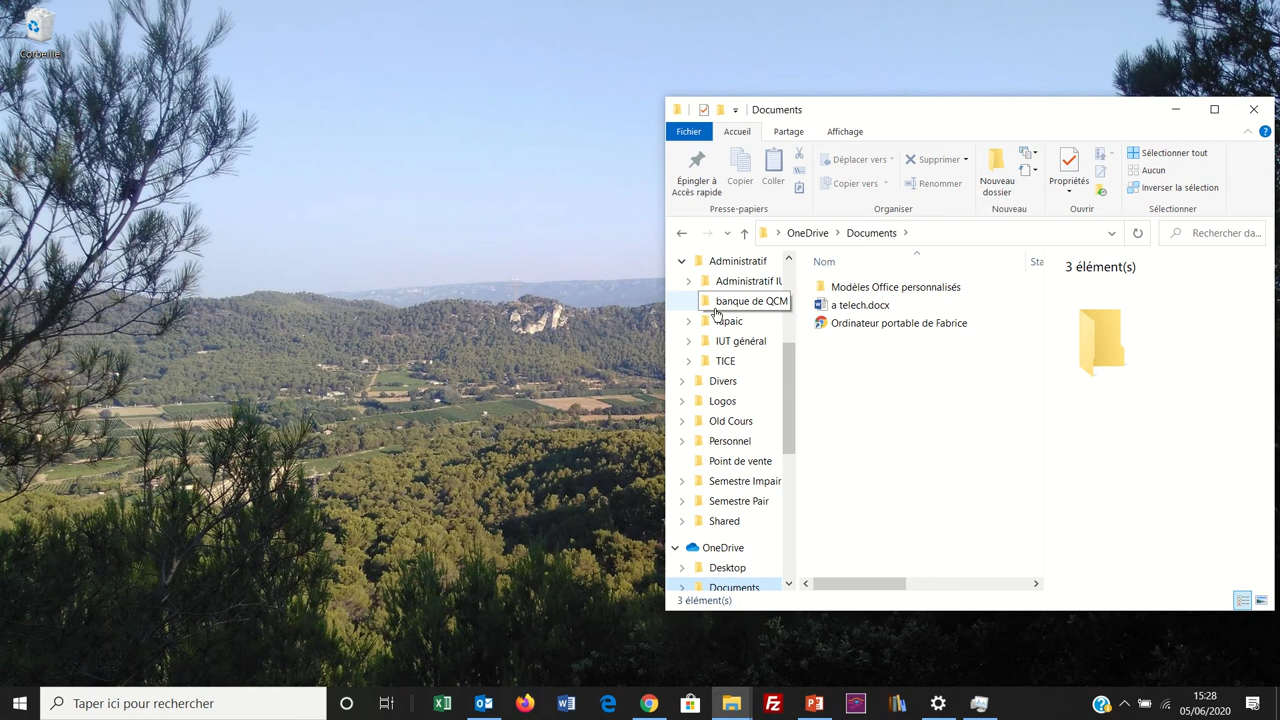 Corbeille
Documents
Fichier
Accueil
Partage
Affichage
Épingler à
Accès rapide
Copier
Coller
Presse-papiers
Déplacer vers
Copier vers
Supprimer
Renommer
Organiser
Nouveau
dossier
Nouveau
Propriétés
Ouvrir
Sélectionner tout
Aucun
Inverser la sélection
Sélectionner
OneDrive
Documents
Rechercher da...
Administratif
Administratif IU
banque de QCM
IUT général
TICE
Divers
Logos
Old Cours
Personnel
Point de vente
Semestre Impair
Semestre Pair
Shared
OneDrive
Desktop
Documents
Nom
Sta
Modèles Office personnalisés
a telech.docx
Ordinateur portable de Fabrice
3 élément(s)
3 élément(s)
Taper ici pour rechercher
15:28
05/06/2020